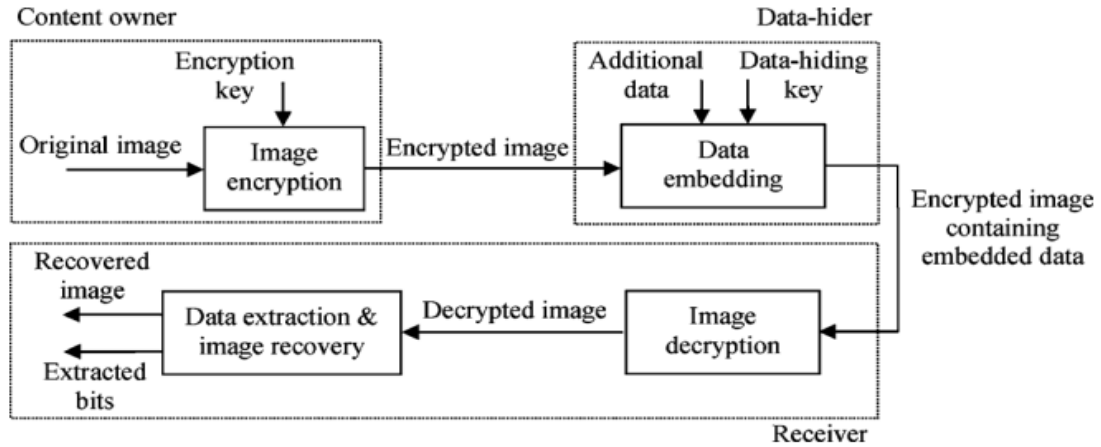 Content owner
Data-hider
Encryption
key
Additional
data
Data-hiding
key
Original image
Image
encryption
Encrypted image
Data
embedding
Encrypted image
containing
embedded data
Recovered
image
Data extraction &
image recovery
Decrypted image
Image
decryption
Extracted
bits
Receiver